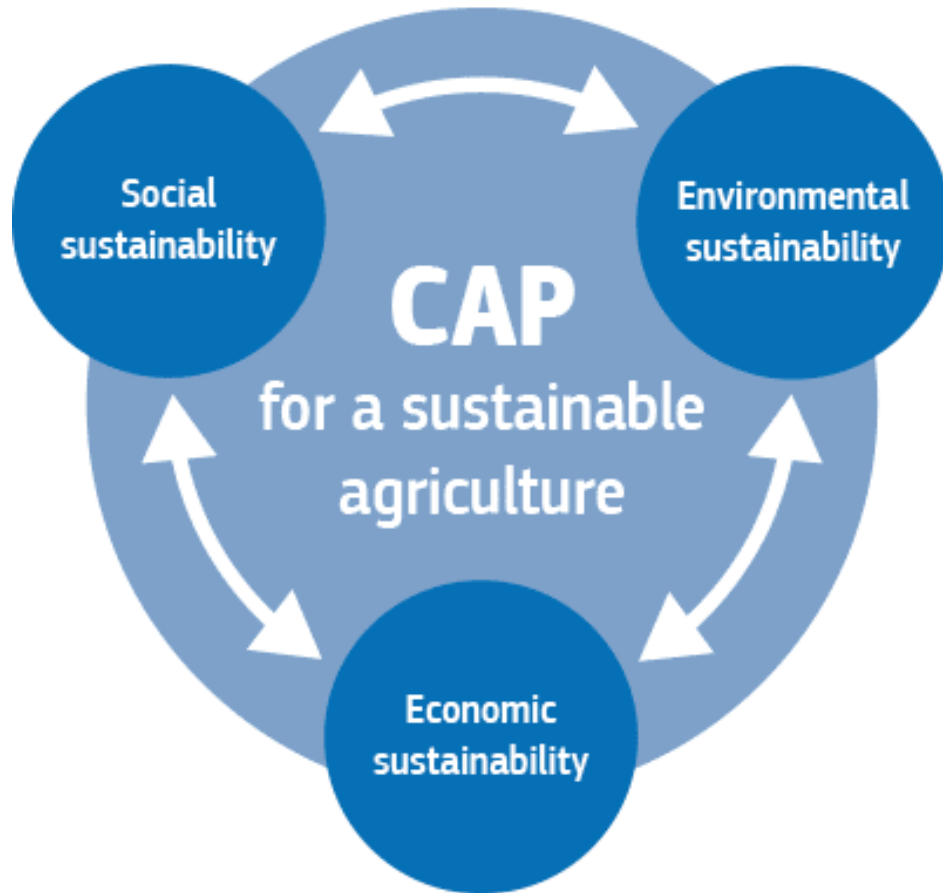 Social
sustainability
Environmental
sustainability
CAP
for a sustainable
agriculture
Economic
sustainability